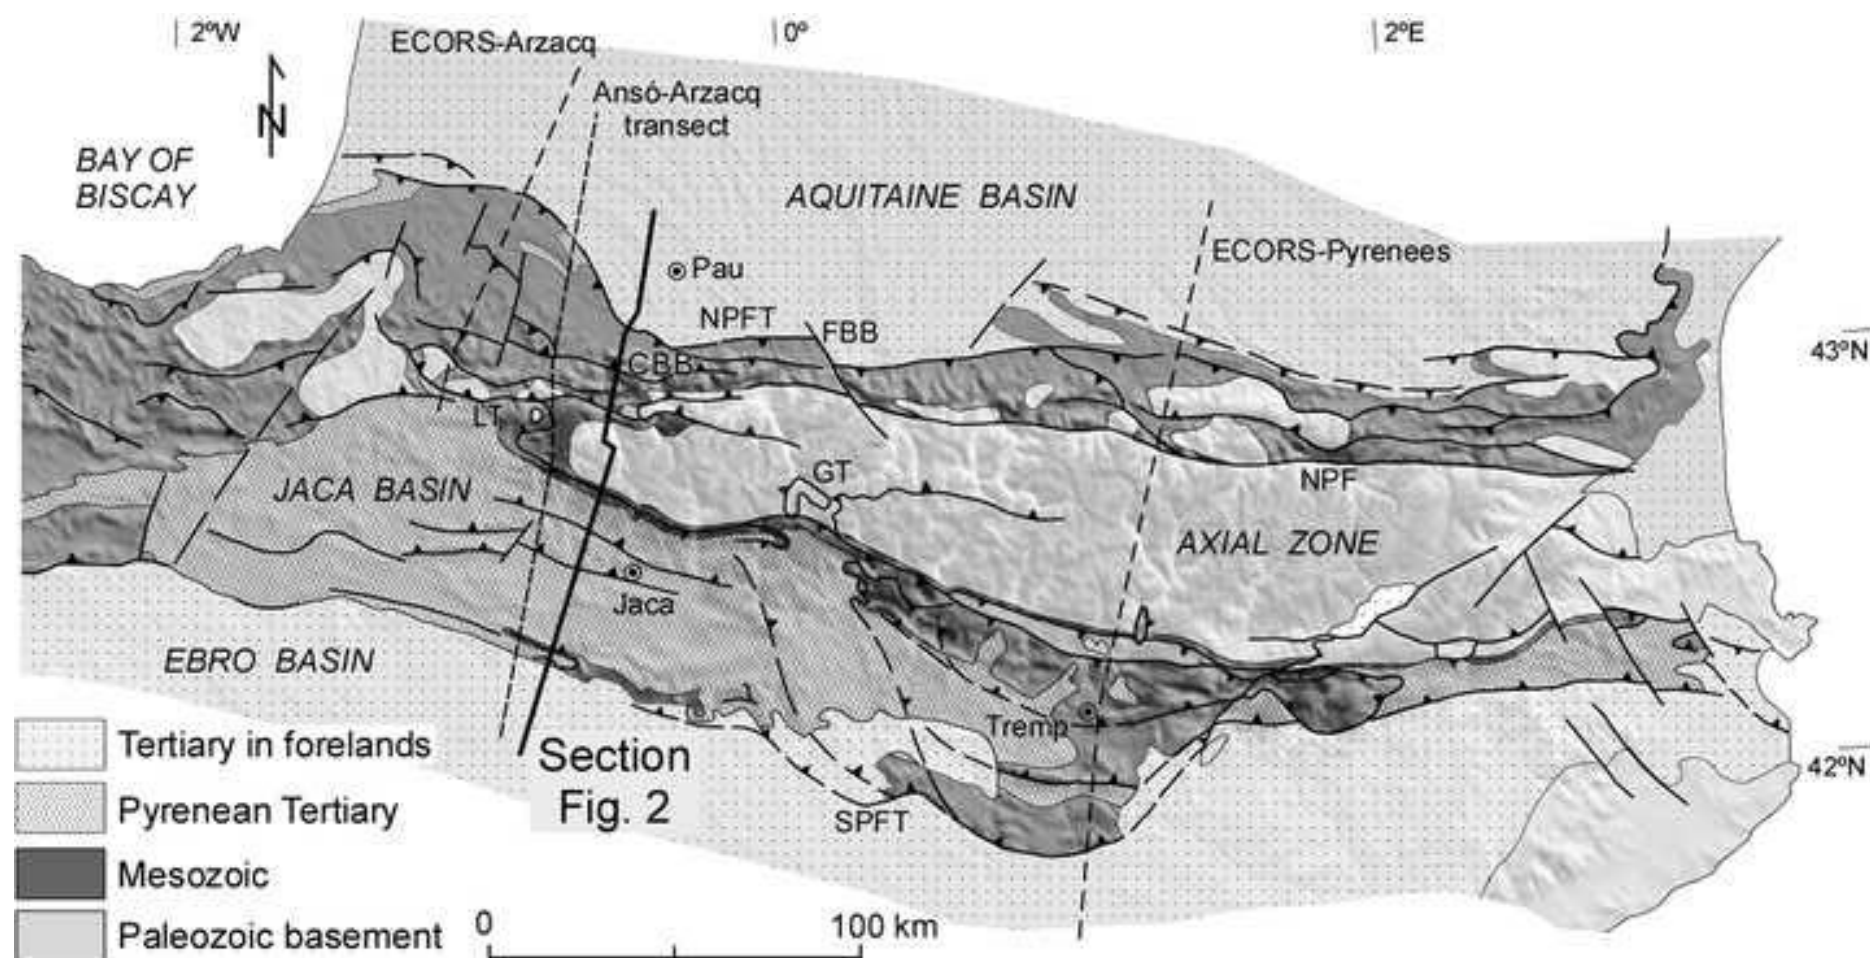 2ºW
0º
2ºE
ECORS-Arzacq
Ansó-Arzacq
transect
N
BAY OF
BISCAY
AQUITAINE BASIN
ECORS-Pyrenees
Pau
NPFT
FBB
43ºN
CBB
LT
D
GT
NPF
JACA BASIN
AXIAL ZONE
Jaca
EBRO BASIN
Tremp
42ºN
Section
Fig. 2
SPFT
Tertiary in forelands
Pyrenean Tertiary
Mesozoic
Paleozoic basement
0
100 km